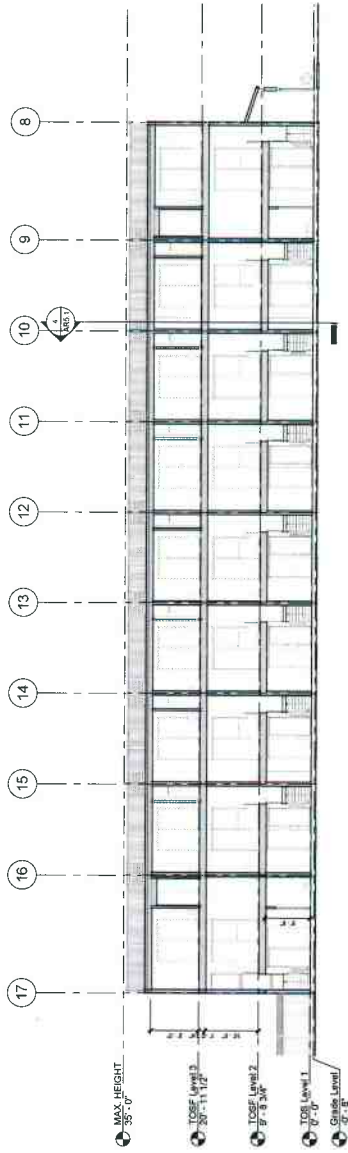 17
16
15
14
13
12
11
10
9
8
4
AR5.1
MAX. HEIGHT
35' - 0"
TOSF Level 3
20' - 11 1/2"
TOSF Level 2
9' - 8 3/4"
TOS Level 1
0' - 0"
Grade Level
-0' - 6"